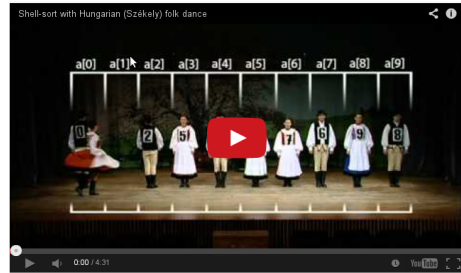 Shell-sort with Hungarian (Székely) folk dance
a[0] a[1] a[2] a[3] a[4] a[5] a[6] a[7] a[8] a[9]
0 2 5 7 6 9 8
0:00 / 4:31 YouTube